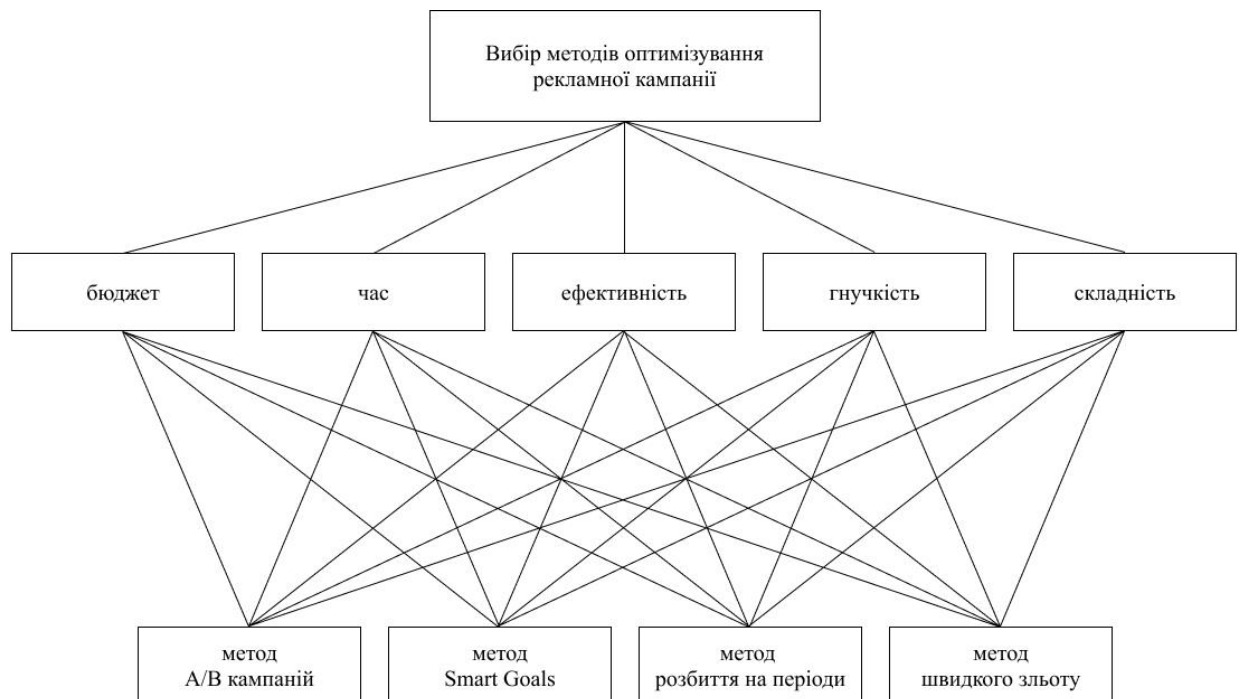 Вибір методів оптимізування
рекламної кампанії
бюджет
час
ефективність
гнучкість
складність
метод
А/В кампаній
метод
Smart Goals
метод
розбиття на періоди
метод
швидкого зльоту